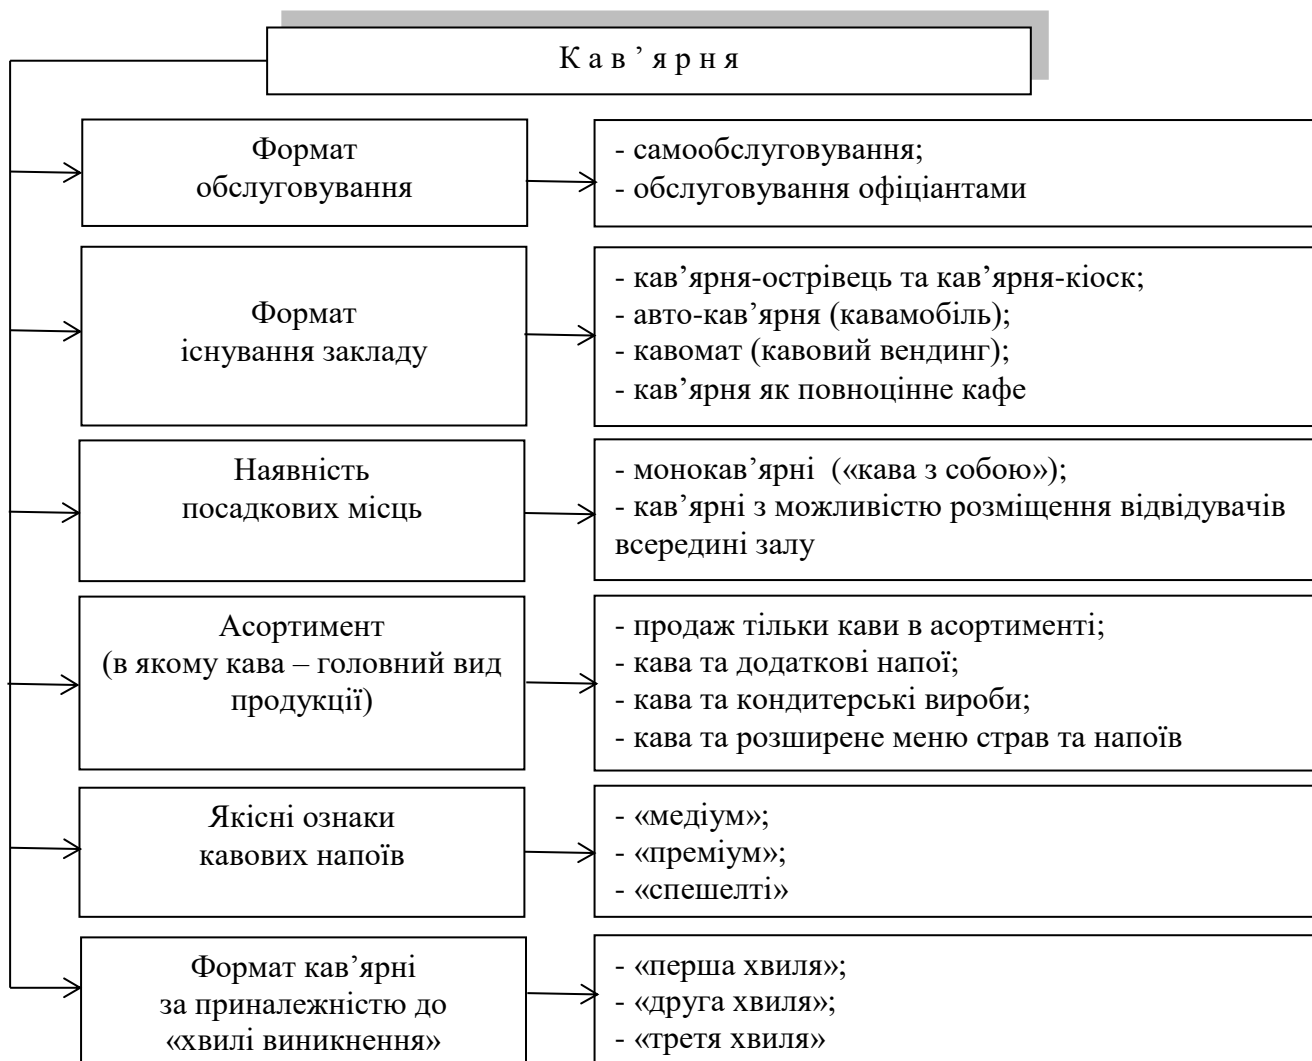 К а в ’ я р н я
Формат
обслуговування
- самообслуговування;
- обслуговування офіціантами
Формат
існування закладу
- кав’ярня-острівець та кав’ярня-кіоск;
- авто-кав’ярня (кавамобіль);
- кавомат (кавовий вендинг);
- кав’ярня як повноцінне кафе
Наявність
посадкових місць
- монокав’ярні («кава з собою»);
- кав’ярні з можливістю розміщення відвідувачів
всередині залу
Асортимент
(в якому кава – головний вид
продукції)
- продаж тільки кави в асортименті;
- кава та додаткові напої;
- кава та кондитерські вироби;
- кава та розширене меню страв та напоїв
Якісні ознаки
кавових напоїв
- «медіум»;
- «преміум»;
- «спешелті»
Формат кав’ярні
за приналежністю до
«хвилі виникнення»
- «перша хвиля»;
- «друга хвиля»;
- «третя хвиля»